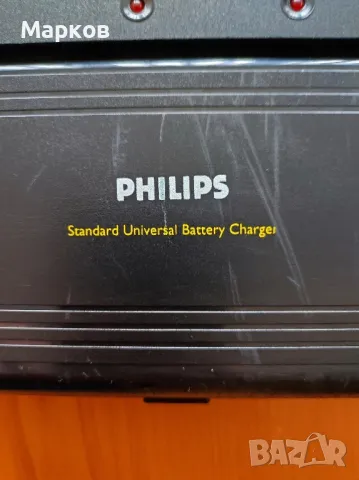 Марков
PHILIPS
Standard Universal Battery Charger
BAZAR